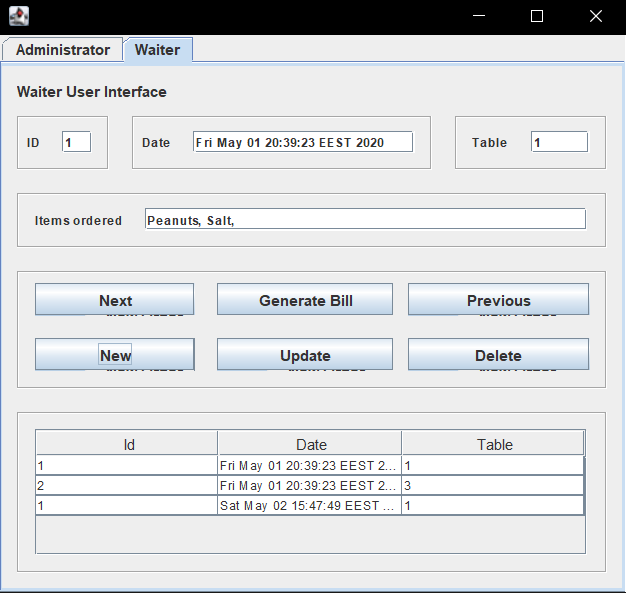 Administrator Waiter
Waiter User Interface
ID 1 Date Fri May 01 20:39:23 EEST 2020 Table 1
Items ordered Peanuts, Salt,
Next Generate Bill Previous
New Update Delete
Id Date Table
1 Fri May 01 20:39:23 EEST 2... 1
2 Fri May 01 20:39:23 EEST 2... 3
1 Sat May 02 15:47:49 EEST ... 1